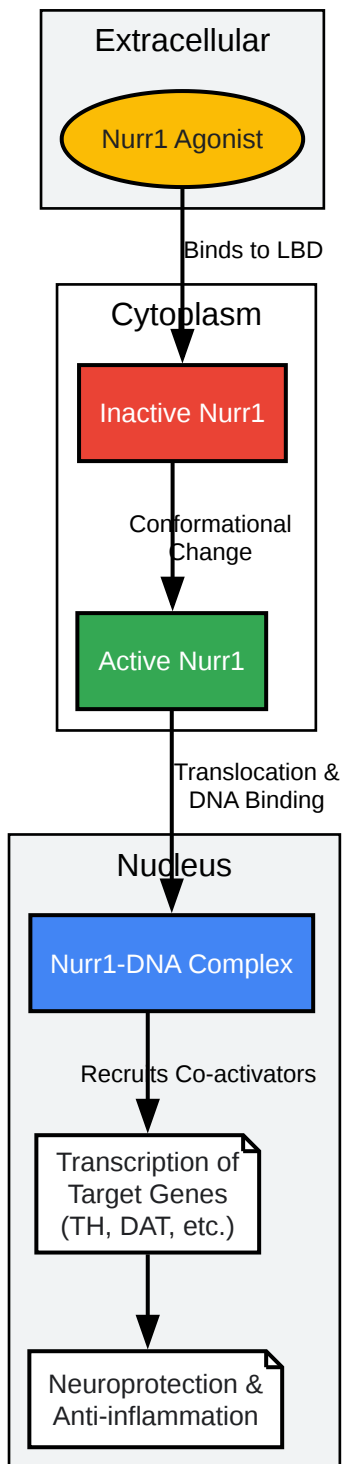 Extracellular
Nurr1 Agonist
Binds to LBD
Cytoplasm
Inactive Nurr1
Conformational
Change
Active Nurr1
Translocation &
DNA Binding
Nucleus
Nurr1-DNA Complex
Recruits Co-activators
Transcription of
Target Genes
(TH, DAT, etc.)
Neuroprotection &
Anti-inflammation